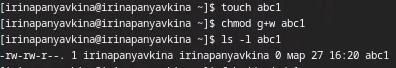 [irinapanyavkina@irinapanyavkina ~]$ touch abc1
[irinapanyavkina@irinapanyavkina ~]$ chmod g+w abc1
[irinapanyavkina@irinapanyavkina ~]$ ls -l abc1
-rw-rw-r--. 1 irinapanyavkina irinapanyavkina 0 мар 27 16:20 abc1